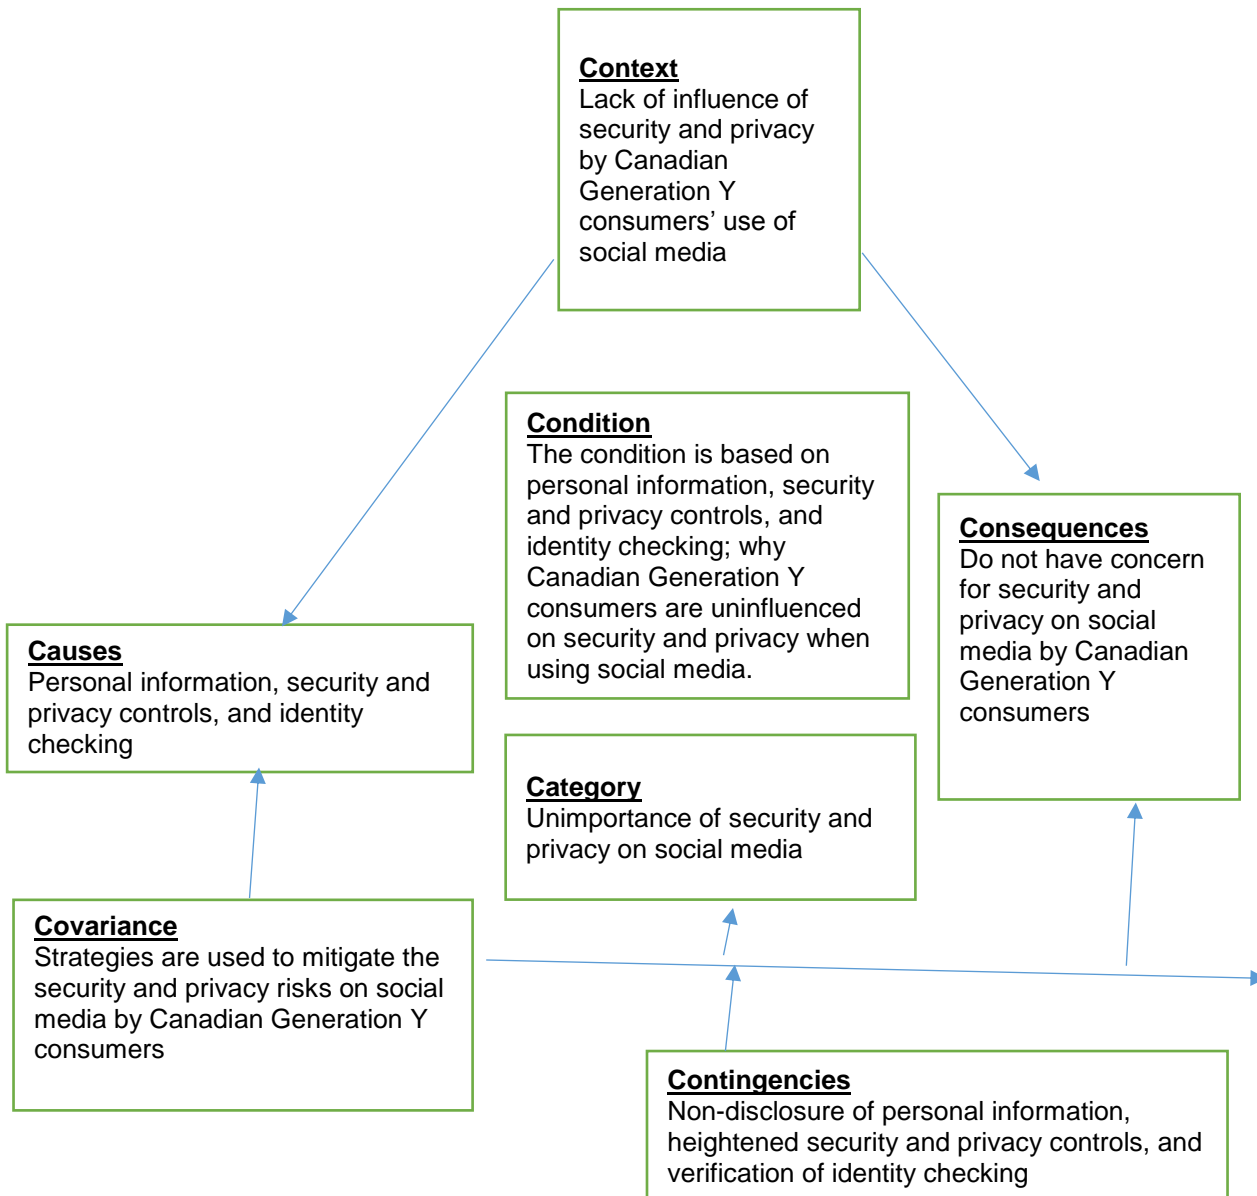 Context
Lack of influence of
security and privacy
by Canadian
Generation Y
consumers’ use of
social media
Condition
The condition is based on
personal information, security
and privacy controls, and
identity checking; why
Canadian Generation Y
consumers are uninfluenced
on security and privacy when
using social media.
Consequences
Do not have concern
for security and
privacy on social
media by Canadian
Generation Y
consumers
Causes
Personal information, security and
privacy controls, and identity
checking
Category
Unimportance of security and
privacy on social media
Covariance
Strategies are used to mitigate the
security and privacy risks on social
media by Canadian Generation Y
consumers
Contingencies
Non-disclosure of personal information,
heightened security and privacy controls, and
verification of identity checking